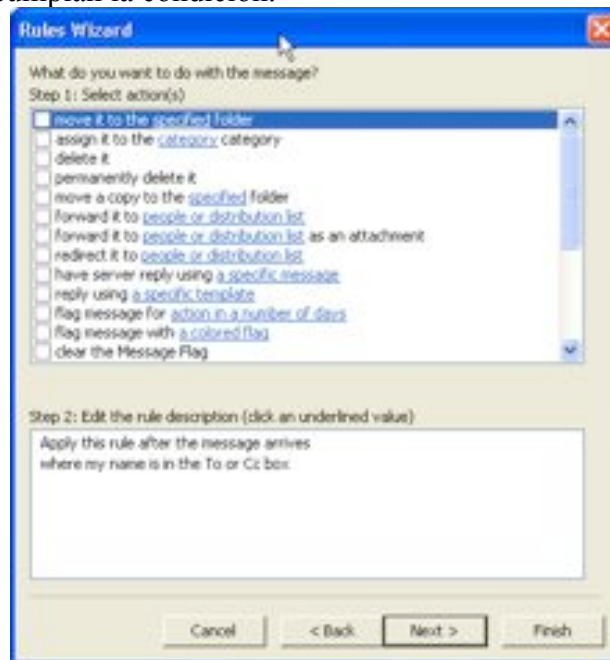 cumplan la condición.
Rules Wizard
What do you want to do with the message?
Step 1: Select action(s)
move it to the specified folder
assign it to the category category
delete it
permanently delete it
move a copy to the specified folder
forward it to people or distribution list
forward it to people or distribution list as an attachment
redirect it to people or distribution list
have server reply using a specific message
reply using a specific template
flag message for action in a number of days
flag message with a colored flag
clear the Message Flag
Step 2: Edit the rule description (click an underlined value)
Apply this rule after the message arrives
where my name is in the To or Cc box
Cancel
< Back
Next >
Finish